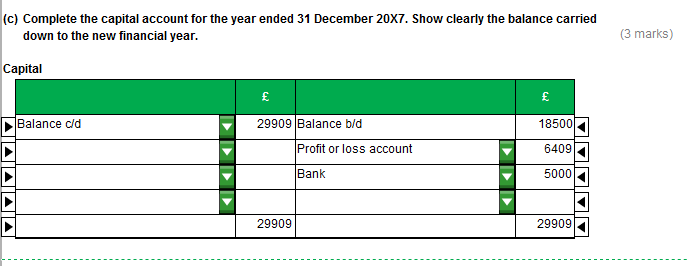 (c) Complete the capital account for the year ended 31 December 20X7. Show clearly the balance carried
down to the new financial year.
(3 marks)
Capital
£ £
Balance c/d 29909 Balance b/d 18500
Profit or loss account 6409
Bank 5000
29909 29909